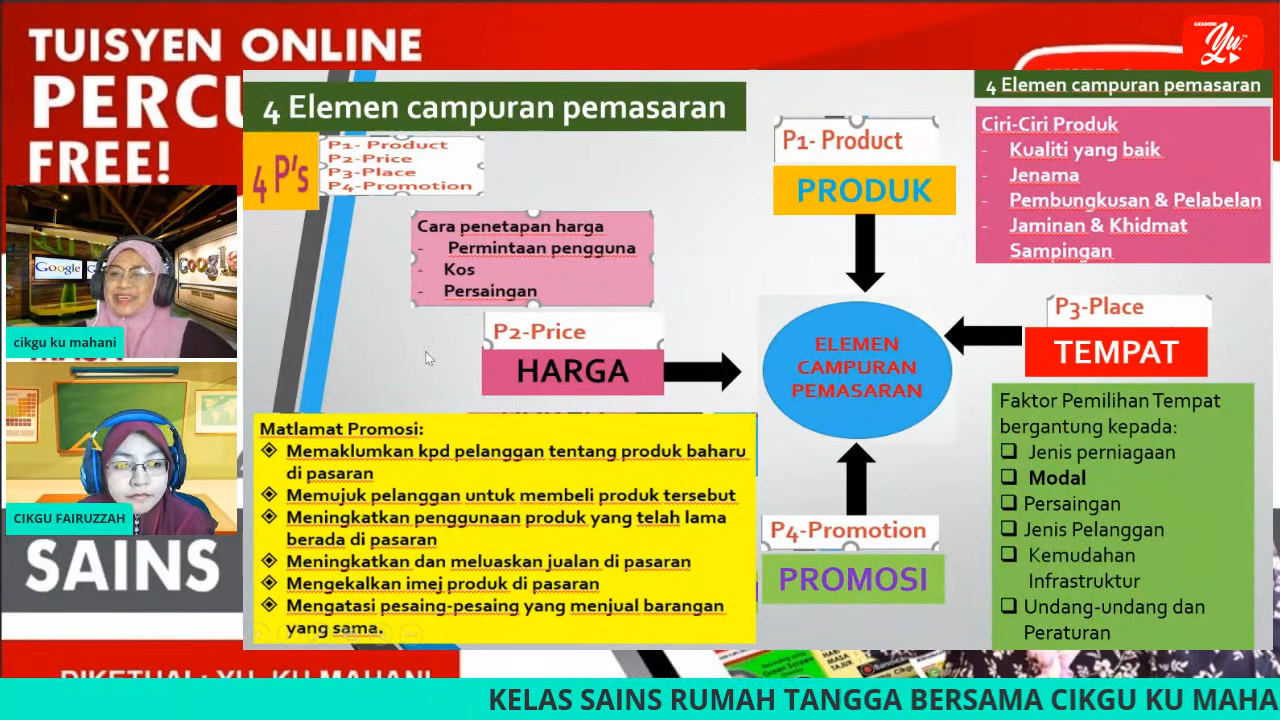 TUISYEN ONLINE
PERCU
FREE!
AKADEMI
Yu
4 Elemen campuran pemasaran
4 P's
P1- Product
P2-Price
P3-Place
P4-Promotion
Cara penetapan harga
- Permintaan pengguna
- Kos
- Persaingan
P2-Price
HARGA
P1- Product
PRODUK
ELEMEN
CAMPURAN
PEMASARAN
P4-Promotion
PROMOSI
4 Elemen campuran pemasaran
Ciri-Ciri Produk
- Kualiti yang baik
- Jenama
- Pembungkusan & Pelabelan
Jaminan & Khidmat
Sampingan
P3-Place
TEMPAT
Faktor Pemilihan Tempat
bergantung kepada:
❑ Jenis perniagaan
❑ Modal
❑ Persaingan
❑ Jenis Pelanggan
❑ Kemudahan
Infrastruktur
❑ Undang-undang dan
Peraturan
Matlamat Promosi:
◈ Memaklumkan kpd pelanggan tentang produk baharu
di pasaran
◈ Memujuk pelanggan untuk membeli produk tersebut
◈ Meningkatkan penggunaan produk yang telah lama
berada di pasaran
◈ Meningkatkan dan meluaskan jualan di pasaran
◈ Mengekalkan imej produk di pasaran
◈ Mengatasi pesaing-pesaing yang menjual barangan
yang sama.
Google
Google
cikgu ku mahani
CIKGU FAIRUZZAH
SAINS
KELAS SAINS RUMAH TANGGA BERSAMA CIKGU KU MAHA